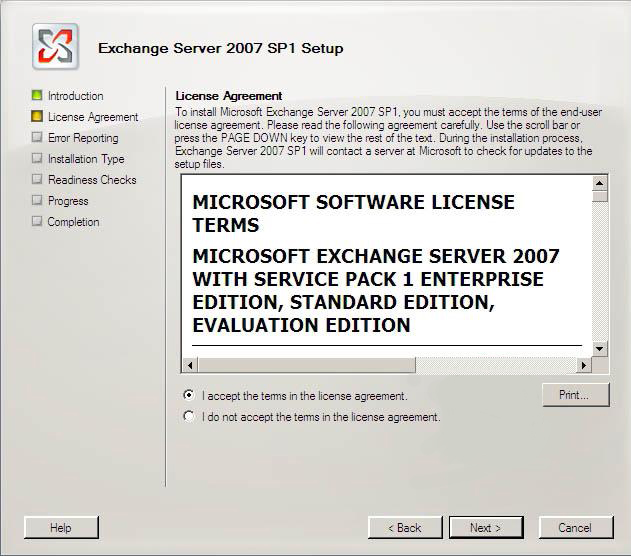 Exchange Server 2007 SP1 Setup
Introduction
License Agreement
Error Reporting
Installation Type
Readiness Checks
Progress
Completion
License Agreement
To install Microsoft Exchange Server 2007 SP1, you must accept the terms of the end-user
license agreement. Please read the following agreement carefully. Use the scroll bar or
press the PAGE DOWN key to view the rest of the text. During the installation process,
Exchange Server 2007 SP1 will contact a server at Microsoft to check for updates to the
setup files.
MICROSOFT SOFTWARE LICENSE
TERMS
MICROSOFT EXCHANGE SERVER 2007
WITH SERVICE PACK 1 ENTERPRISE
EDITION, STANDARD EDITION,
EVALUATION EDITION
I accept the terms in the license agreement.
Print...
I do not accept the terms in the license agreement.
Help
< Back
Next >
Cancel